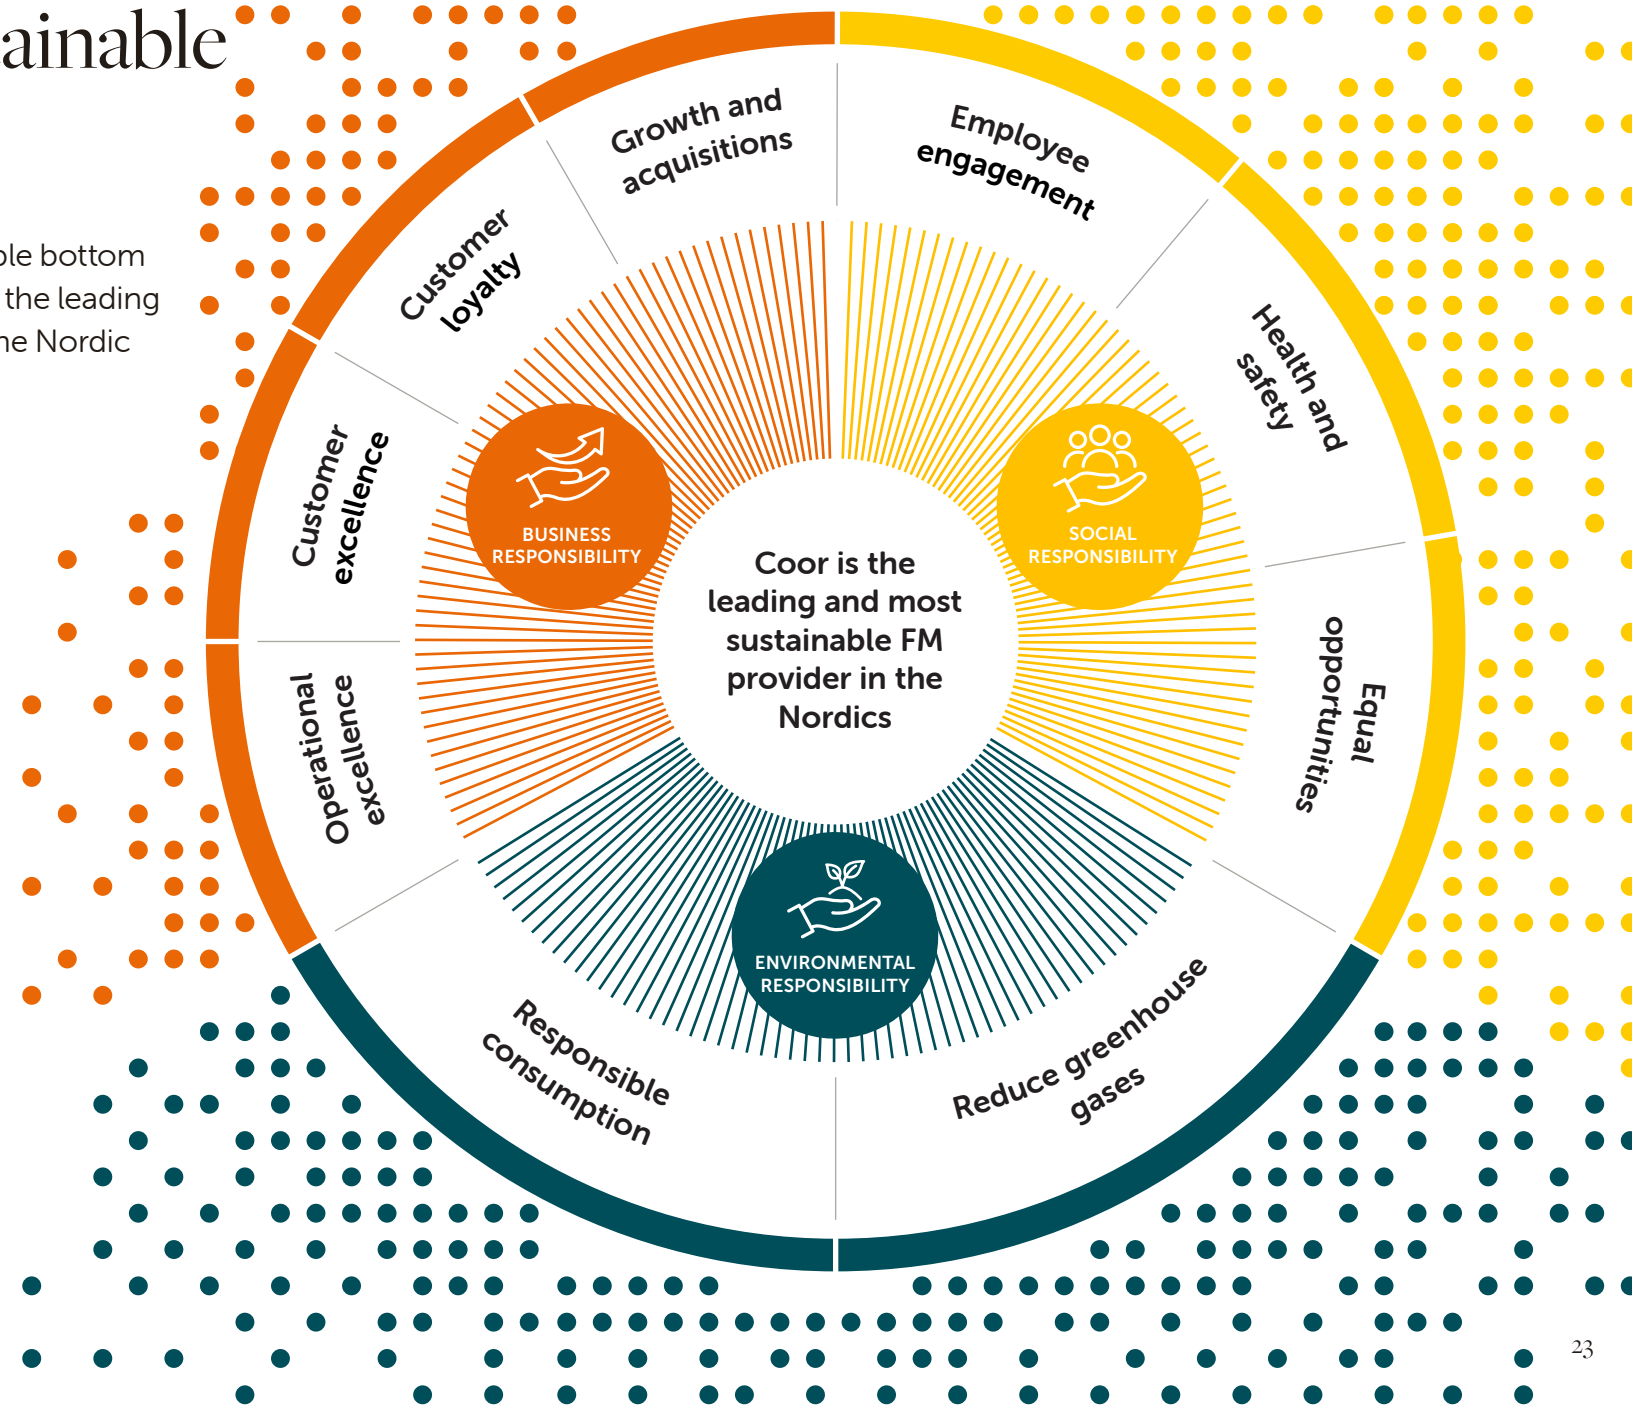 ainable
ble bottom
the leading
he Nordic
Growth and
acquisitions
Employee
engagement
Customer
loyalty
Health and
safety
Customer
excellence
BUSINESS
RESPONSIBILITY
SOCIAL
RESPONSIBILITY
Coor is the
leading and most
sustainable FM
provider in the
Nordics
Operational
excellence
Equal
opportunities
ENVIRONMENTAL
RESPONSIBILITY
Responsible
consumption
Reduce greenhouse
gases
23